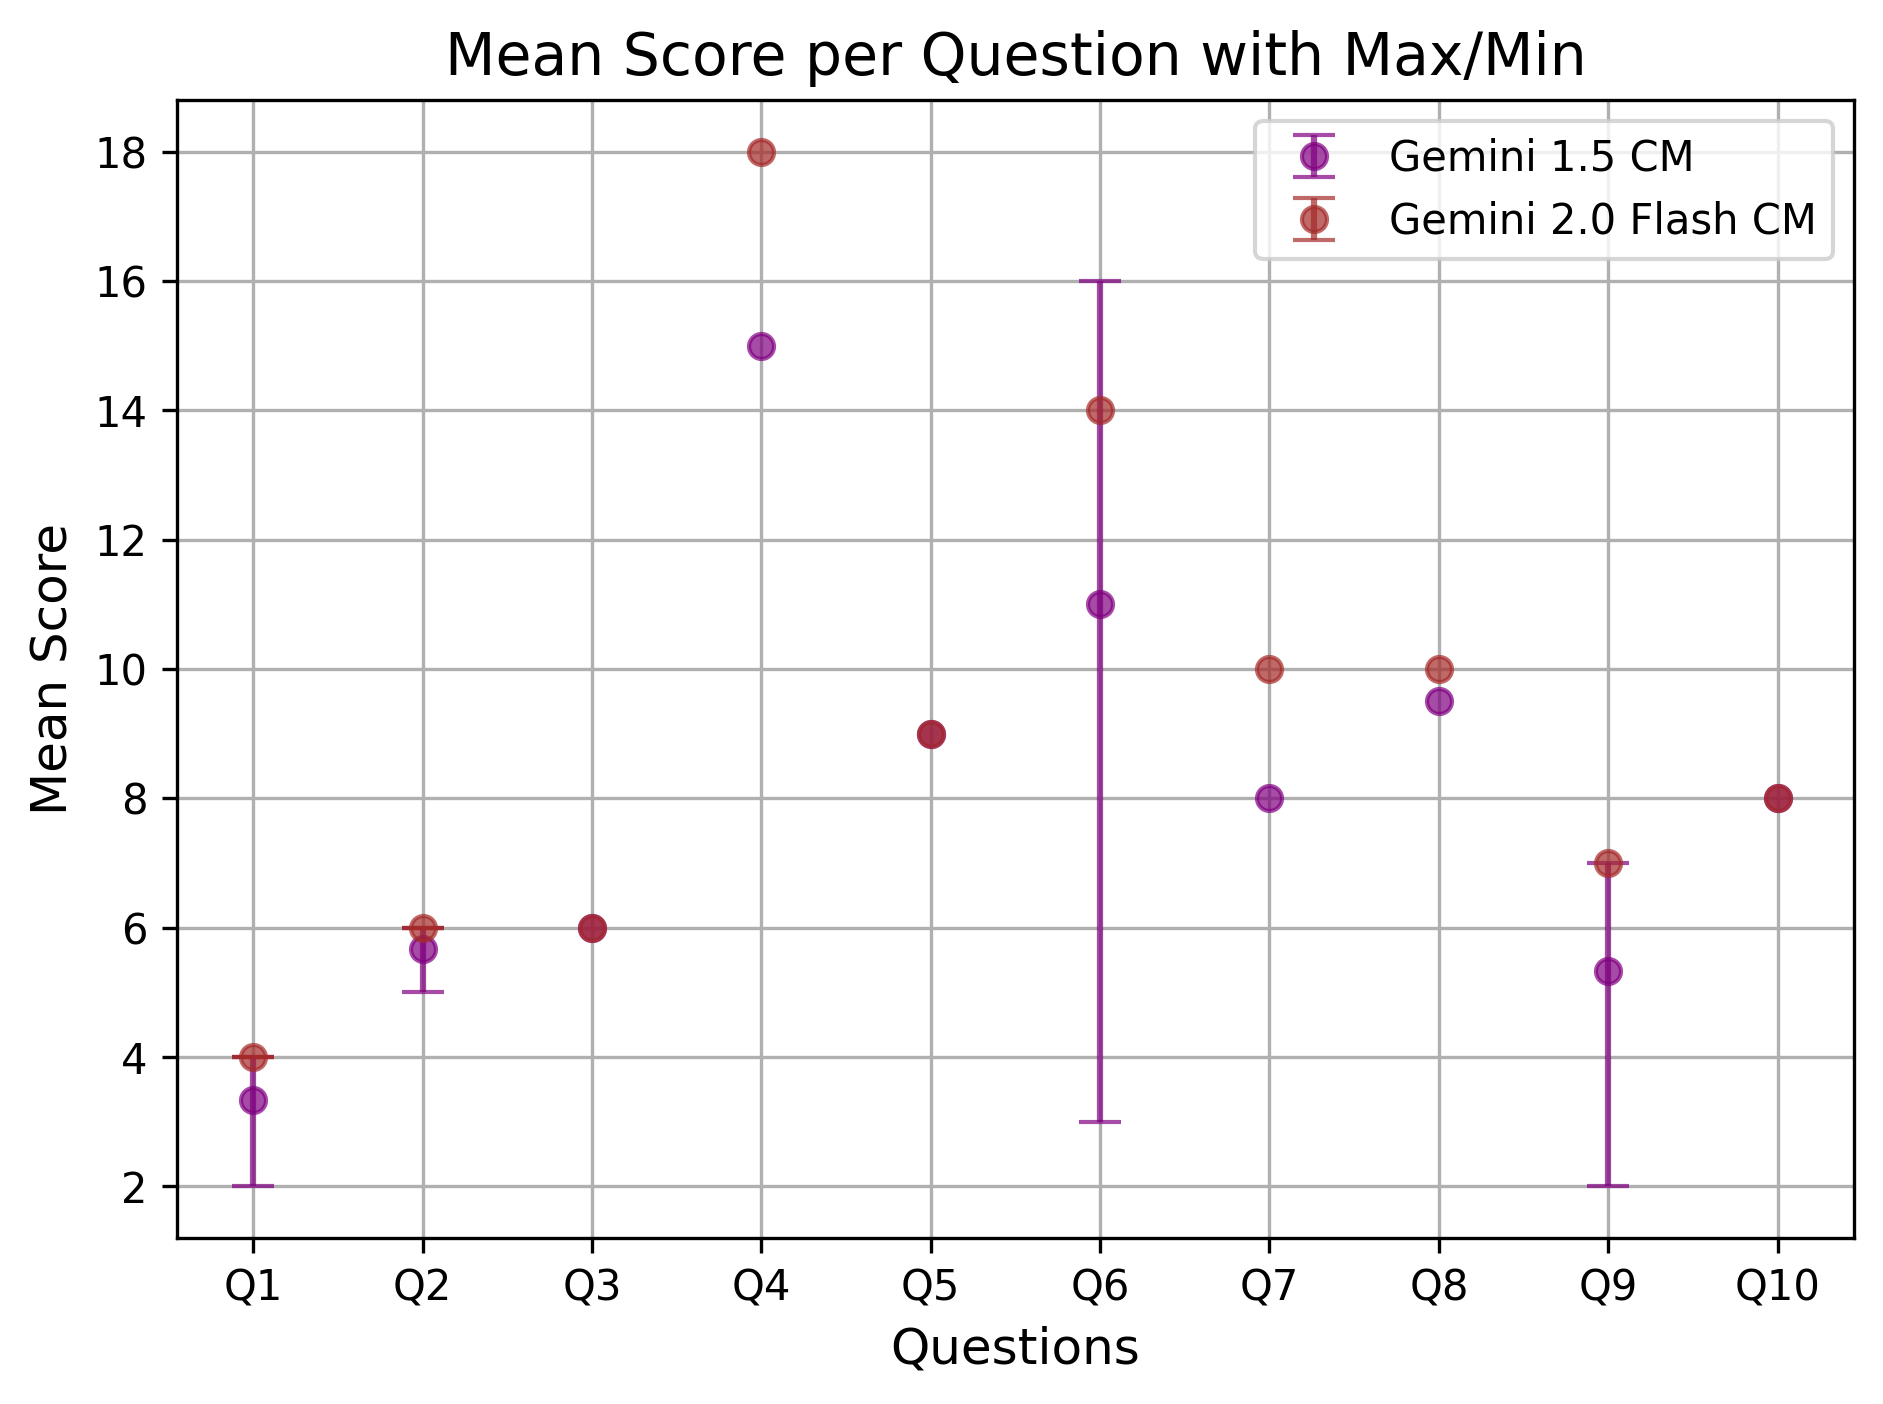 Mean Score per Question with Max/Min
Gemini 1.5 CM
Gemini 2.0 Flash CM
Mean Score
18
16
14
12
10
8
6
4
2
Q1 Q2 Q3 Q4 Q5 Q6 Q7 Q8 Q9 Q10
Questions